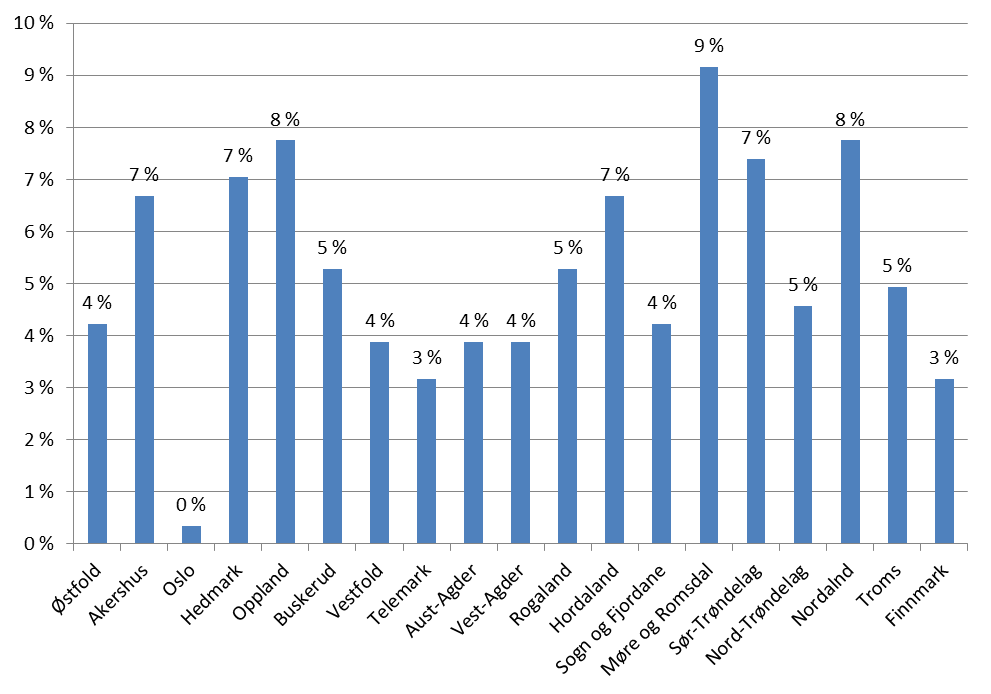 10 %
9 %
8 %
7 %
6 %
5 %
4 %
3 %
2 %
1 %
0 %
4 %
7 %
0 %
7 %
8 %
5 %
4 %
3 %
4 %
4 %
5 %
7 %
4 %
9 %
7 %
5 %
8 %
5 %
3 %
Østfold
Akershus
Oslo
Hedmark
Oppland
Buskerud
Vestfold
Telemark
Aust-Agder
Vest-Agder
Rogaland
Hordaland
Sogn og Fjordane
Møre og Romsdal
Sør-Trøndelag
Nord-Trøndelag
Nordalnd
Troms
Finnmark